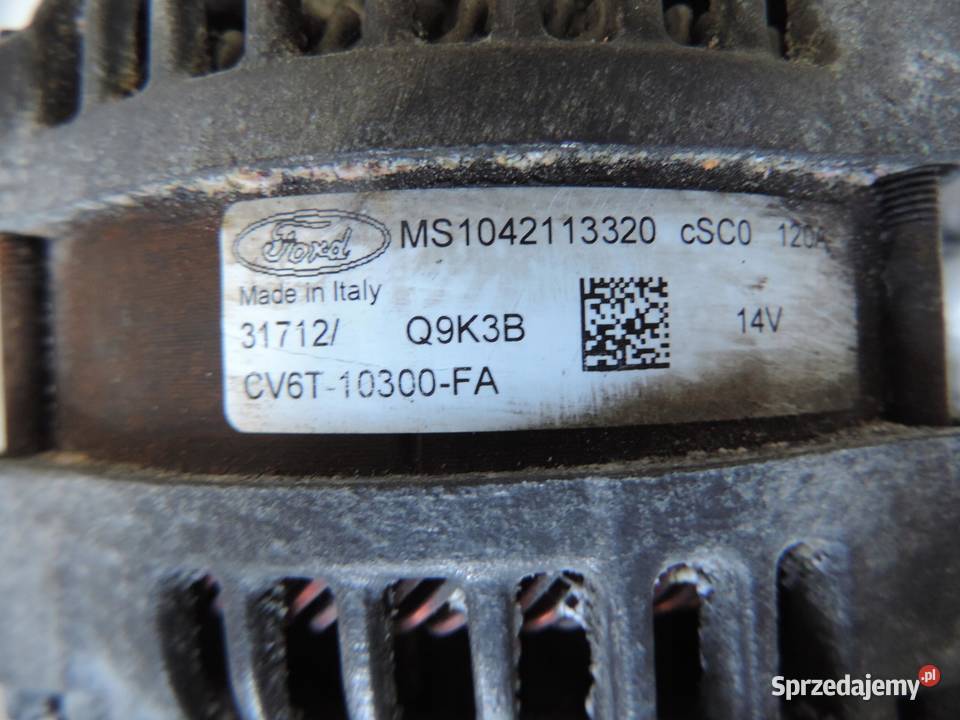 Ford MS1042113320 cSC0 120A
Made in Italy
31712/ Q9K3B 14V
CV6T-10300-FA
Sprzedajemy.pl